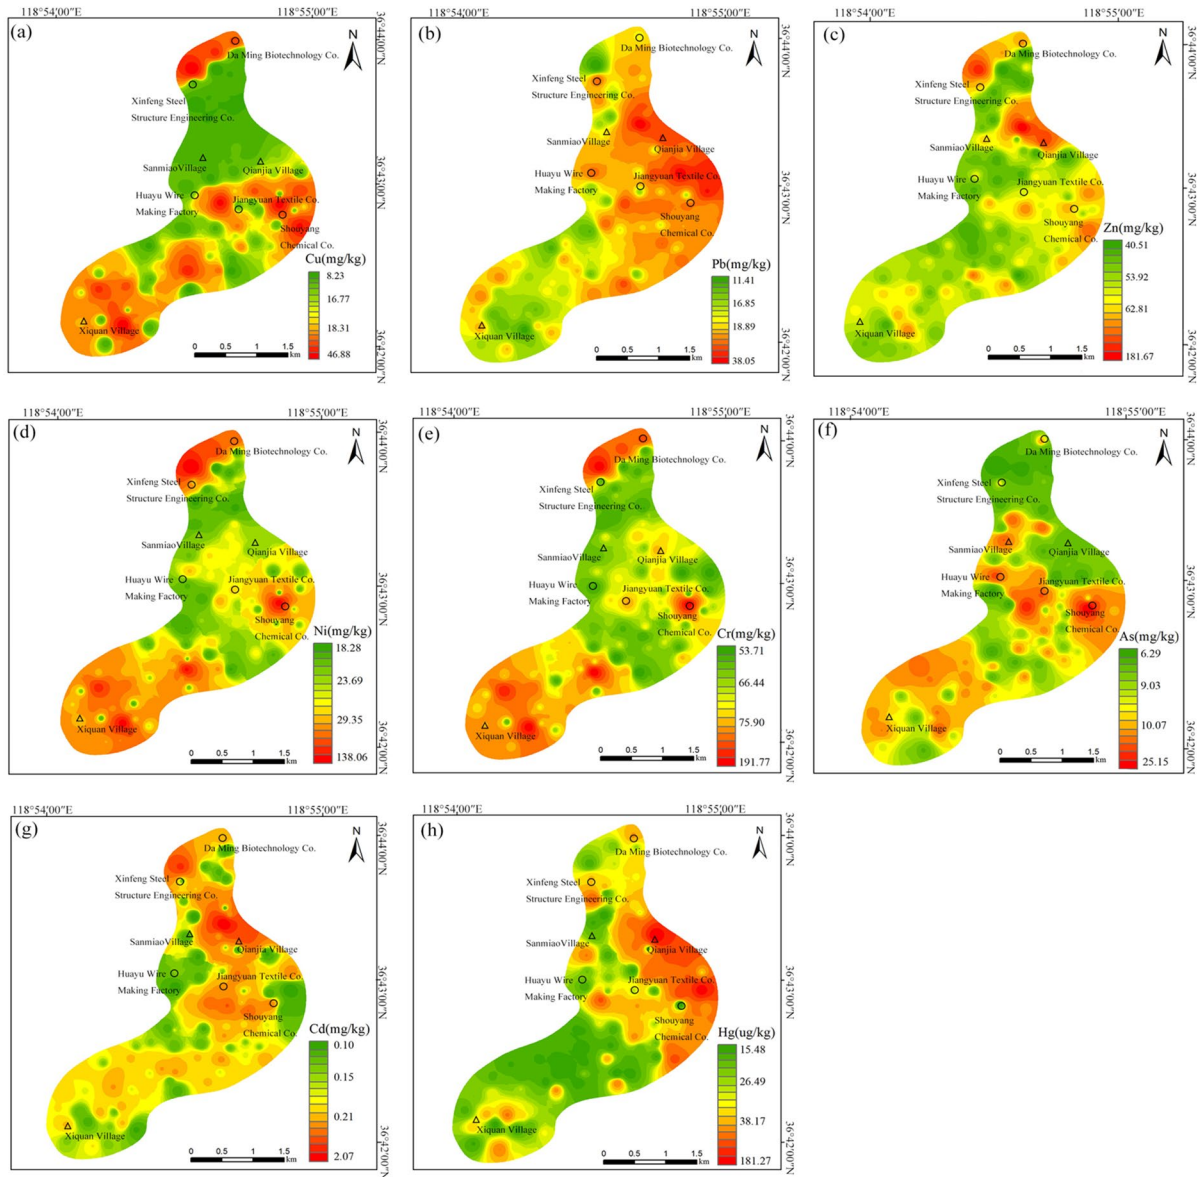 118°54′00″E
118°55′00″E
(a)
N
36°44′00″N
Da Ming Biotechnology Co.
Xinfeng Steel
Structure Engineering Co.
SanmiaoVillage
Qianjia Village
36°43′00″N
Huayu Wire
Making Factory
Jiangyuan Textile Co.
Shouyang
Chemical Co.
Cu(mg/kg)
8.23
16.77
18.31
46.88
Xiquan Village
0 0.5 1 1.5
km
36°42′00″N
118°54′00″E
118°55′00″E
(b)
N
36°44′00″N
Da Ming Biotechnology Co.
Xinfeng Steel
Structure Engineering Co.
SanmiaoVillage
Qianjia Village
36°43′00″N
Huayu Wire
Making Factory
Jiangyuan Textile Co.
Shouyang
Chemical Co.
Pb(mg/kg)
11.41
16.85
18.89
38.05
Xiquan Village
0 0.5 1 1.5
km
36°42′00″N
118°54′00″E
118°55′00″E
(c)
N
36°44′00″N
Da Ming Biotechnology Co.
Xinfeng Steel
Structure Engineering Co.
SanmiaoVillage
Qianjia Village
36°43′00″N
Huayu Wire
Making Factory
Jiangyuan Textile Co.
Shouyang
Chemical Co.
Zn(mg/kg)
40.51
53.92
62.81
181.67
Xiquan Village
0 0.5 1 1.5
km
36°42′00″N
118°54′00″E
118°55′00″E
(d)
N
36°44′00″N
Da Ming Biotechnology Co.
Xinfeng Steel
Structure Engineering Co.
SanmiaoVillage
Qianjia Village
36°43′00″N
Huayu Wire
Making Factory
Jiangyuan Textile Co.
Shouyang
Chemical Co.
Ni(mg/kg)
18.28
23.69
29.35
138.06
Xiquan Village
0 0.5 1 1.5
km
36°42′00″N
118°54′00″E
118°55′00″E
(e)
N
36°44′00″N
Da Ming Biotechnology Co.
Xinfeng Steel
Structure Engineering Co.
SanmiaoVillage
Qianjia Village
36°43′00″N
Huayu Wire
Making Factory
Jiangyuan Textile Co.
Shouyang
Chemical Co.
Cr(mg/kg)
53.71
66.44
75.90
191.77
Xiquan Village
0 0.5 1 1.5
km
36°42′00″N
118°54′00″E
118°55′00″E
(f)
N
36°44′00″N
Da Ming Biotechnology Co.
Xinfeng Steel
Structure Engineering Co.
SanmiaoVillage
Qianjia Village
36°43′00″N
Huayu Wire
Making Factory
Jiangyuan Textile Co.
Shouyang
Chemical Co.
As(mg/kg)
6.29
9.03
10.07
25.15
Xiquan Village
0 0.5 1 1.5
km
36°42′00″N
118°54′00″E
118°55′00″E
(g)
N
36°44′00″N
Da Ming Biotechnology Co.
Xinfeng Steel
Structure Engineering Co.
SanmiaoVillage
Qianjia Village
36°43′00″N
Huayu Wire
Making Factory
Jiangyuan Textile Co.
Shouyang
Chemical Co.
Cd(mg/kg)
0.10
0.15
0.21
2.07
Xiquan Village
0 0.5 1 1.5
km
36°42′00″N
118°54′00″E
118°55′00″E
(h)
N
36°44′00″N
Da Ming Biotechnology Co.
Xinfeng Steel
Structure Engineering Co.
SanmiaoVillage
Qianjia Village
36°43′00″N
Huayu Wire
Making Factory
Jiangyuan Textile Co.
Shouyang
Chemical Co.
Hg(ug/kg)
15.48
26.49
38.17
181.27
Xiquan Village
0 0.5 1 1.5
km
36°42′00″N